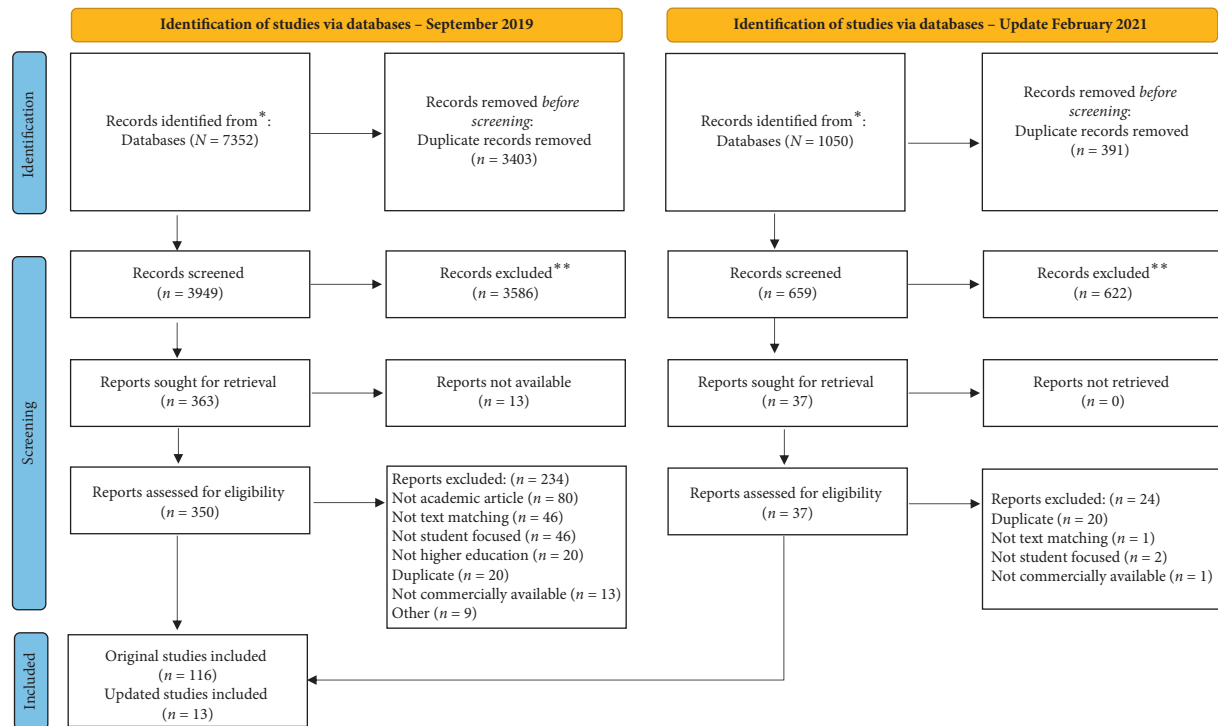 Identification of studies via databases – September 2019
Identification of studies via databases – Update February 2021
Identification
Records identified from*:
Databases (N = 7352)
Records removed before
screening:
Duplicate records removed
(n = 3403)
Records identified from*:
Databases (N = 1050)
Records removed before
screening:
Duplicate records removed
(n = 391)
Screening
Records screened
(n = 3949)
Records excluded**
(n = 3586)
Records screened
(n = 659)
Records excluded**
(n = 622)
Reports sought for retrieval
(n = 363)
Reports not available
(n = 13)
Reports sought for retrieval
(n = 37)
Reports not retrieved
(n = 0)
Reports assessed for eligibility
(n = 350)
Reports excluded: (n = 234)
Not academic article (n = 80)
Not text matching (n = 46)
Not student focused (n = 46)
Not higher education (n = 20)
Duplicate (n = 20)
Not commercially available (n = 13)
Other (n = 9)
Reports assessed for eligibility
(n = 37)
Reports excluded: (n = 24)
Duplicate (n = 20)
Not text matching (n = 1)
Not student focused (n = 2)
Not commercially available (n = 1)
Included
Original studies included
(n = 116)
Updated studies included
(n = 13)